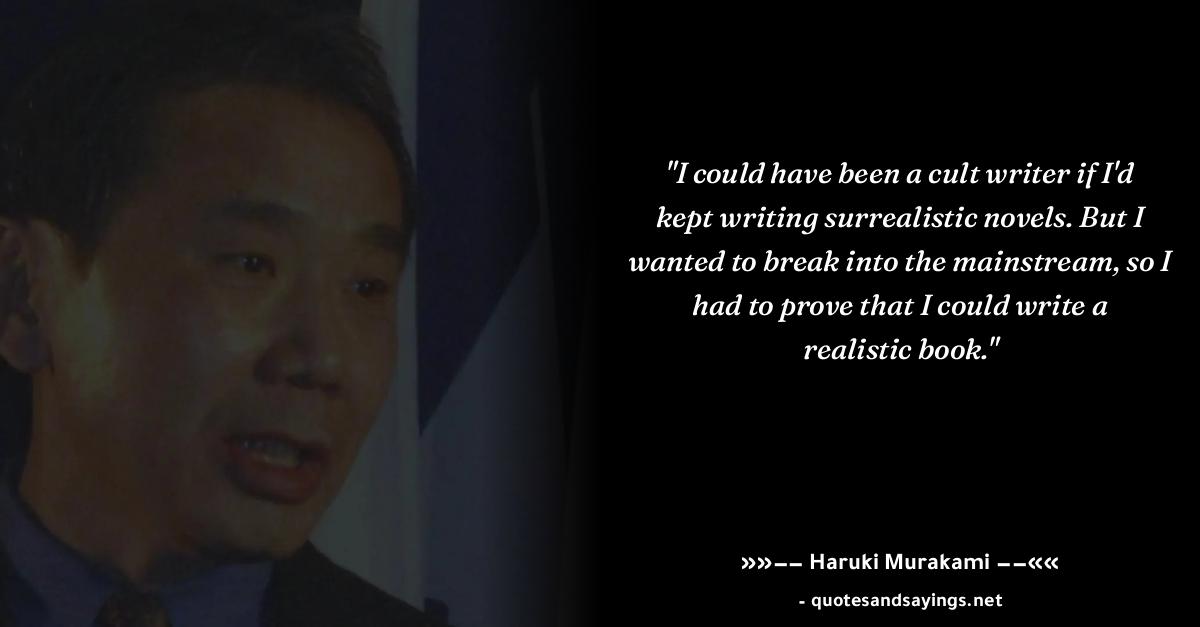 "I could have been a cult writer if I'd
kept writing surrealistic novels. But I
wanted to break into the mainstream, so I
had to prove that I could write a
realistic book."
»»−− Haruki Murakami −−««
- quotesandsayings.net